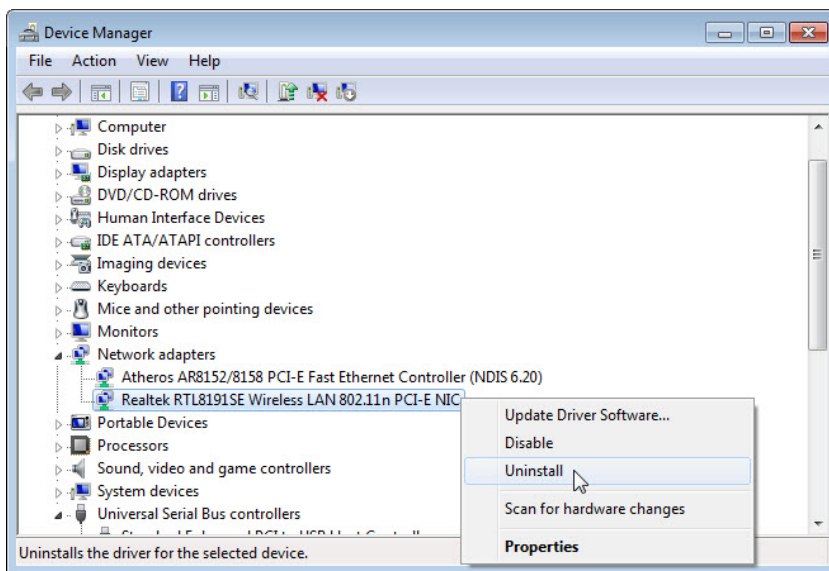 Device Manager
File Action View Help
Computer
Disk drives
Display adapters
DVD/CD-ROM drives
Human Interface Devices
IDE ATA/ATAPI controllers
Imaging devices
Keyboards
Mice and other pointing devices
Monitors
Network adapters
Atheros AR8152/8158 PCI-E Fast Ethernet Controller (NDIS 6.20)
Realtek RTL8191SE Wireless LAN 802.11n PCI-E NIC
Portable Devices
Processors
Sound, video and game controllers
System devices
Universal Serial Bus controllers
Update Driver Software...
Disable
Uninstall
Scan for hardware changes
Properties
Uninstalls the driver for the selected device.